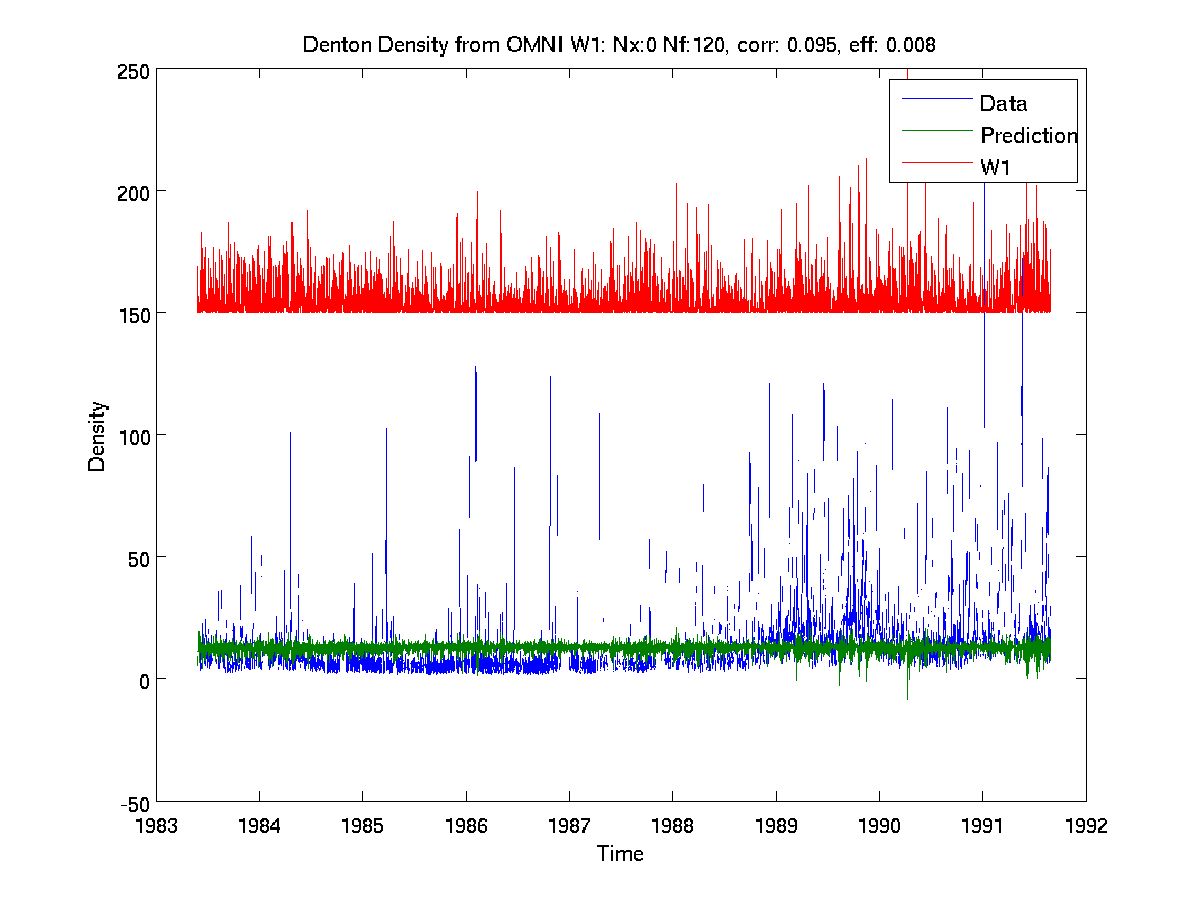 Denton Density from OMNI W1: Nx:0 Nf:120, corr: 0.095, eff: 0.008
250
200
150
100
50
0
-50
Density
Data
Prediction
W1
1983 1984 1985 1986 1987 1988 1989 1990 1991 1992
Time